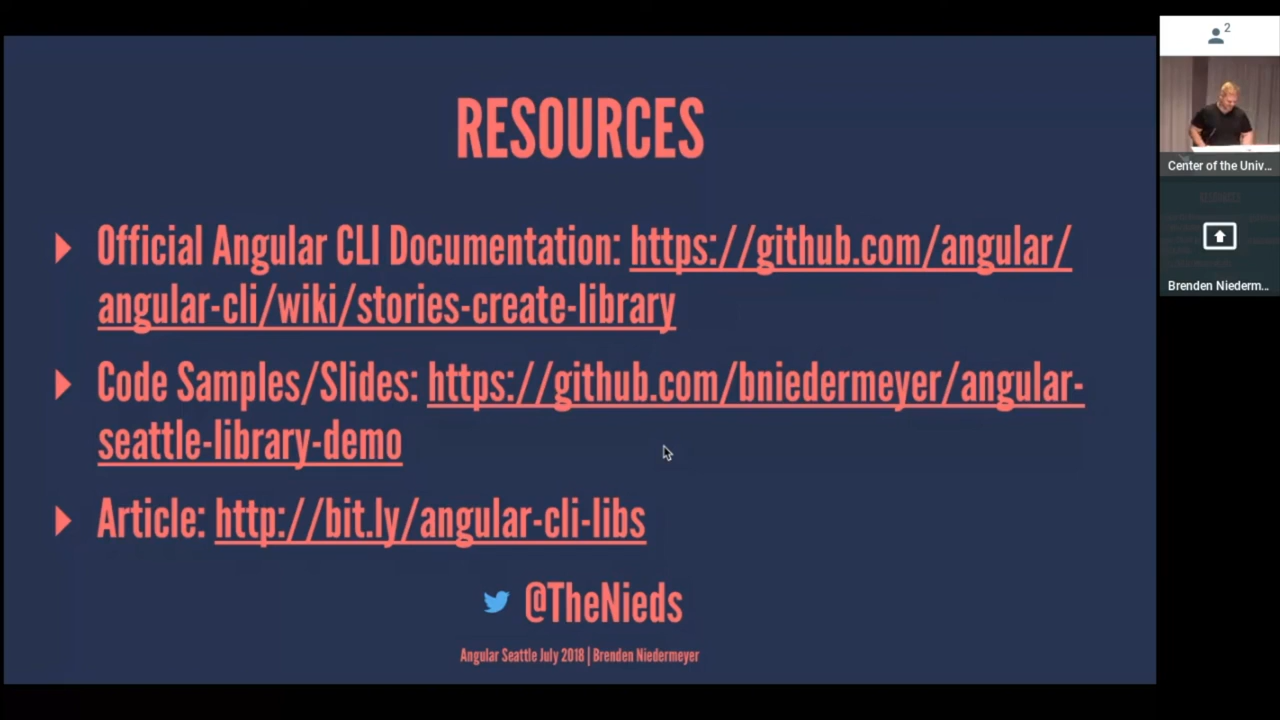 RESOURCES
Official Angular CLI Documentation: https://github.com/angular/
angular-cli/wiki/stories-create-library
Code Samples/Slides: https://github.com/bniedermeyer/angular-
seattle-library-demo
Article: http://bit.ly/angular-cli-libs
@TheNieds
Angular Seattle July 2018 | Brenden Niedermeyer
2
Center of the Univ...
RESOURCES
Brenden Niederm...